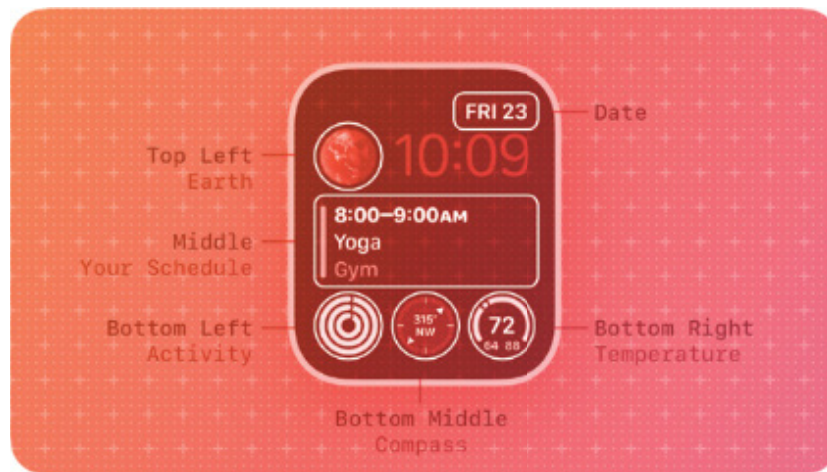 FRI 23
Date
10:09
Top Left
Earth
8:00–9:00AM
Yoga
Gym
Middle
Your Schedule
315°
NW
72
64 88
Bottom Left
Activity
Bottom Right
Temperature
Bottom Middle
Compass